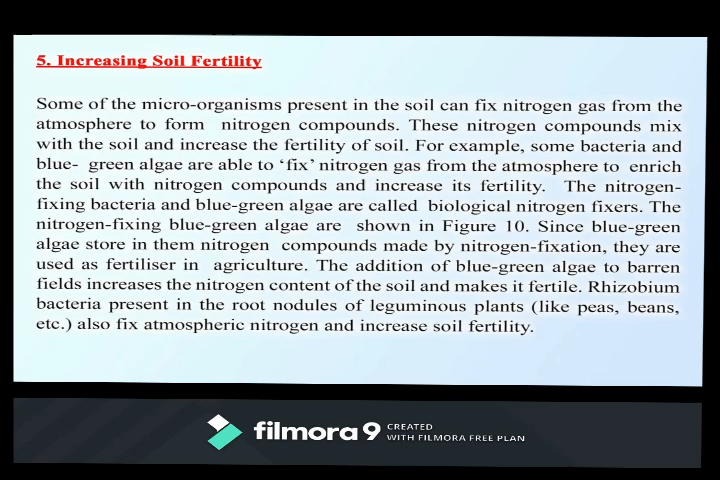 5. Increasing Soil Fertility
Some of the micro-organisms present in the soil can fix nitrogen gas from the
atmosphere to form nitrogen compounds. These nitrogen compounds mix
with the soil and increase the fertility of soil. For example, some bacteria and
blue- green algae are able to ‘fix’ nitrogen gas from the atmosphere to enrich
the soil with nitrogen compounds and increase its fertility. The nitrogen-
fixing bacteria and blue-green algae are called biological nitrogen fixers. The
nitrogen-fixing blue-green algae are shown in Figure 10. Since blue-green
algae store in them nitrogen compounds made by nitrogen-fixation, they are
used as fertiliser in agriculture. The addition of blue-green algae to barren
fields increases the nitrogen content of the soil and makes it fertile. Rhizobium
bacteria present in the root nodules of leguminous plants (like peas, beans,
etc.) also fix atmospheric nitrogen and increase soil fertility.
filmora 9 CREATED
WITH FILMORA FREE PLAN